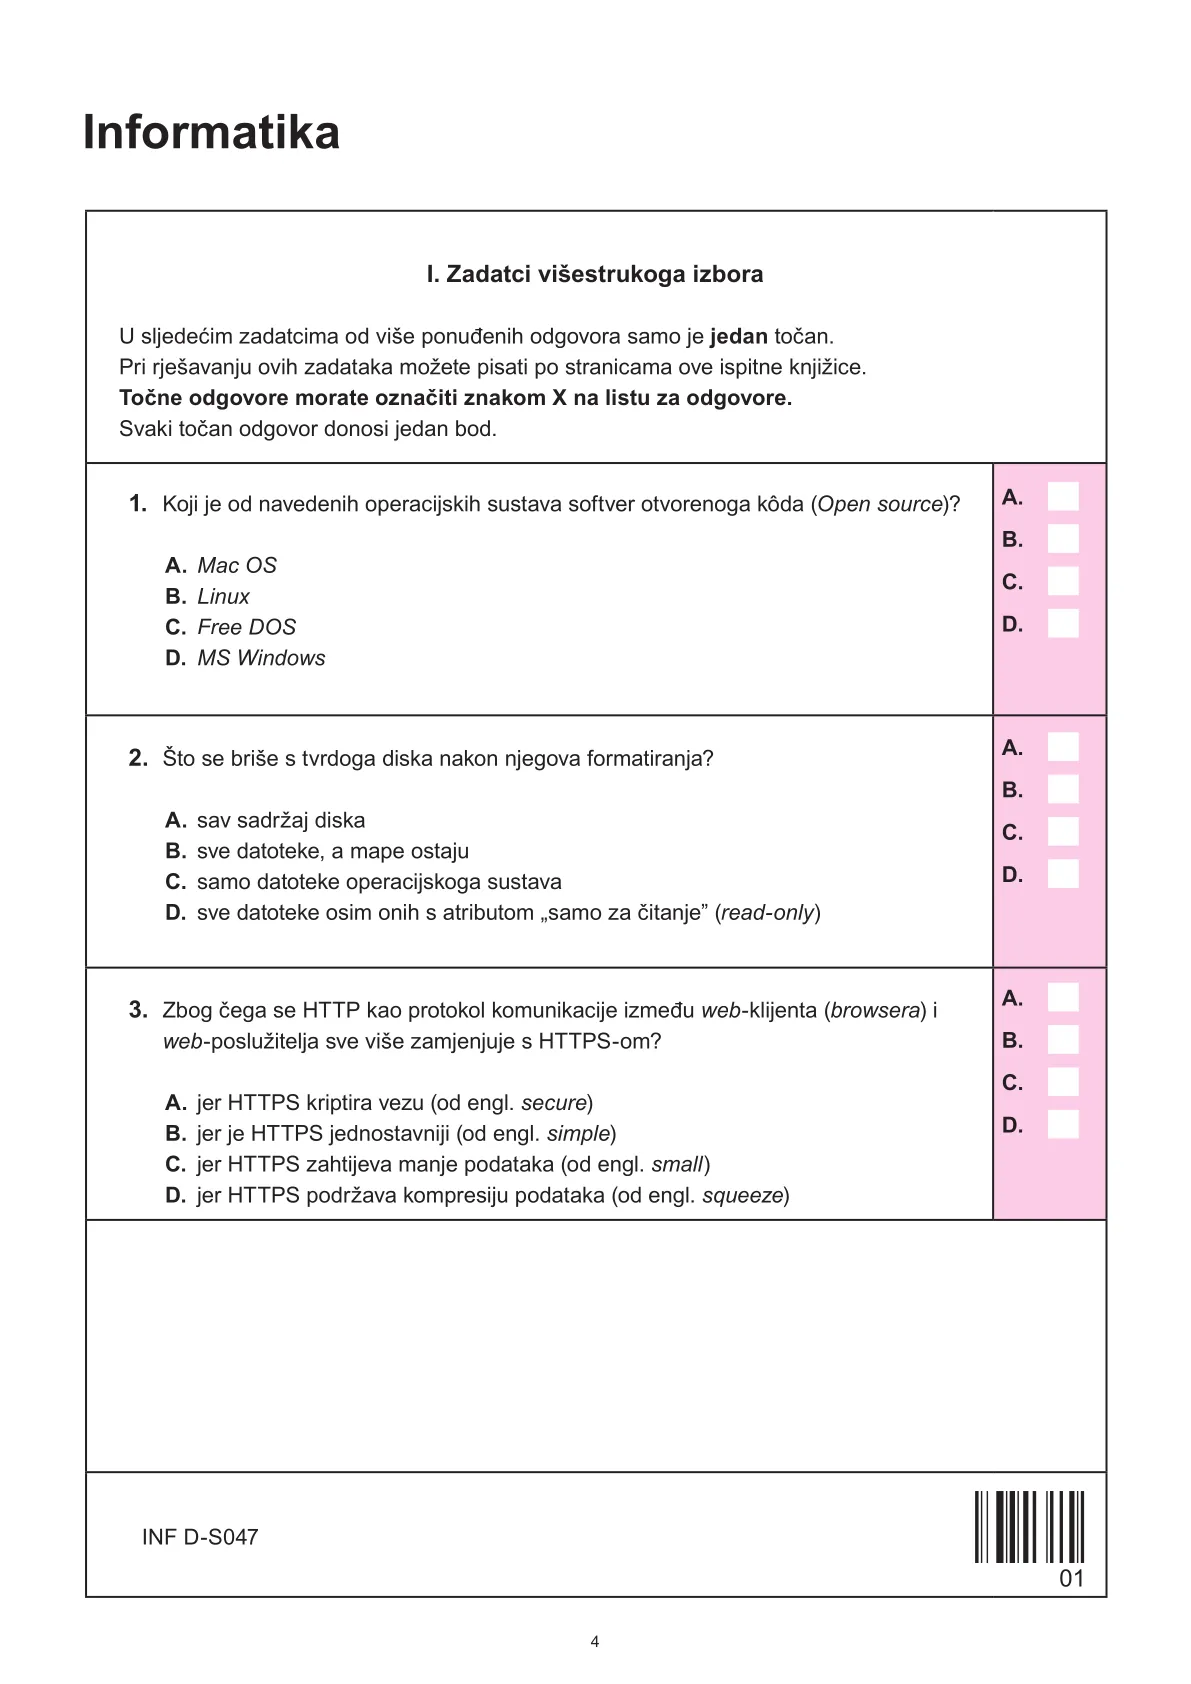 Informatika
I. Zadatci višestrukoga izbora
U sljedećim zadatcima od više ponuđenih odgovora samo je jedan točan.
Pri rješavanju ovih zadataka možete pisati po stranicama ove ispitne knjižice.
Točne odgovore morate označiti znakom X na listu za odgovore.
Svaki točan odgovor donosi jedan bod.
1. Koji je od navedenih operacijskih sustava softver otvorenoga kôda (Open source)?
A. Mac OS
B. Linux
C. Free DOS
D. MS Windows
A.
B.
C.
D.
2. Što se briše s tvrdoga diska nakon njegova formatiranja?
A. sav sadržaj diska
B. sve datoteke, a mape ostaju
C. samo datoteke operacijskoga sustava
D. sve datoteke osim onih s atributom „samo za čitanje” (read-only)
A.
B.
C.
D.
3. Zbog čega se HTTP kao protokol komunikacije između web-klijenta (browsera) i
web-poslužitelja sve više zamjenjuje s HTTPS-om?
A. jer HTTPS kriptira vezu (od engl. secure)
B. jer je HTTPS jednostavniji (od engl. simple)
C. jer HTTPS zahtijeva manje podataka (od engl. small)
D. jer HTTPS podržava kompresiju podataka (od engl. squeeze)
A.
B.
C.
D.
INF D-S047
01
4